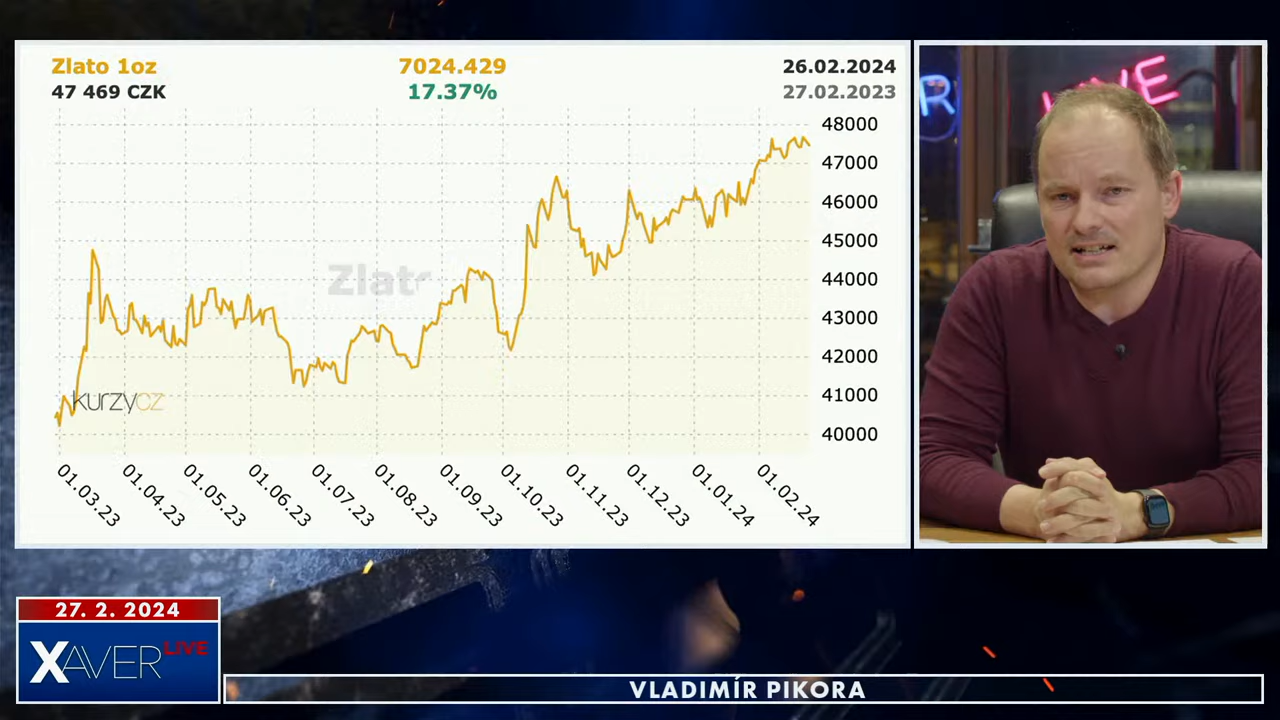 Zlato 1oz 7024.429 26.02.2024
47 469 CZK 17.37% 27.02.2023
48000
47000
46000
45000
44000
43000
42000
41000
40000
Zlato
kurzycz
01.03.23 01.04.23 01.05.23 01.06.23 01.07.23 01.08.23 01.09.23 01.10.23 01.11.23 01.12.23 01.01.24 01.02.24
R LIVE
27. 2. 2024
XAVER LIVE
VLADIMÍR PIKORA